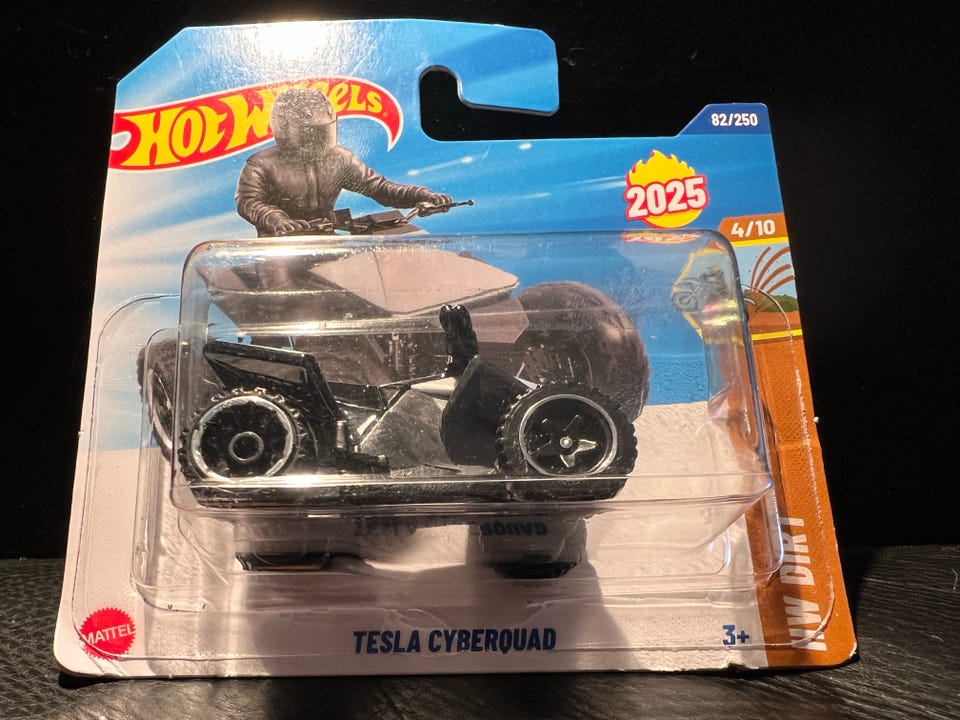 HOT WHEELS
82/250
2025
4/10
HW DIRT
MATTEL
TESLA CYBERQUAD
3+